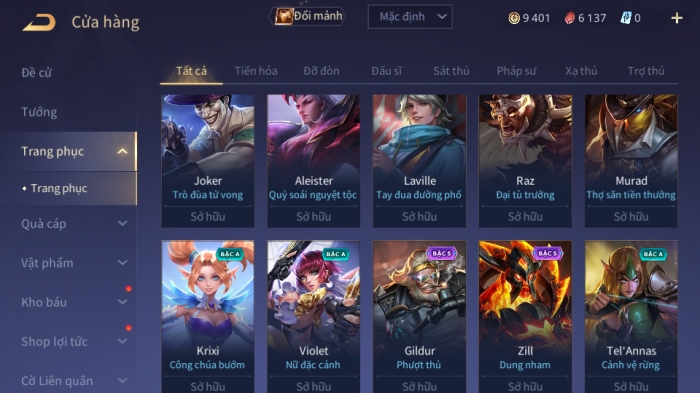 Cửa hàng
Đổi mảnh
Mặc định
9 401
6 137
0
+
Đề cử
Tướng
Trang phục
Trang phục
Quà cáp
Vật phẩm
Kho báu
Shop lợi tức
Cờ Liên quân
Tất cả
Tiến hóa
Đỡ đòn
Đấu sĩ
Sát thủ
Pháp sư
Xạ thủ
Trợ thủ
Joker
Trò đùa tử vong
Sở hữu
Aleister
Quỷ soái nguyệt tộc
Sở hữu
Laville
Tay đua đường phố
Sở hữu
Raz
Đại tù trưởng
Sở hữu
Murad
Thợ săn tiền thưởng
Sở hữu
BẬC A
Krixi
Công chúa bướm
Sở hữu
BẬC A
Violet
Nữ đặc cảnh
Sở hữu
BẬC S
Gildur
Phượt thủ
Sở hữu
BẬC S
Zill
Dung nham
Sở hữu
BẬC A
Tel'Annas
Cảnh vệ rừng
Sở hữu